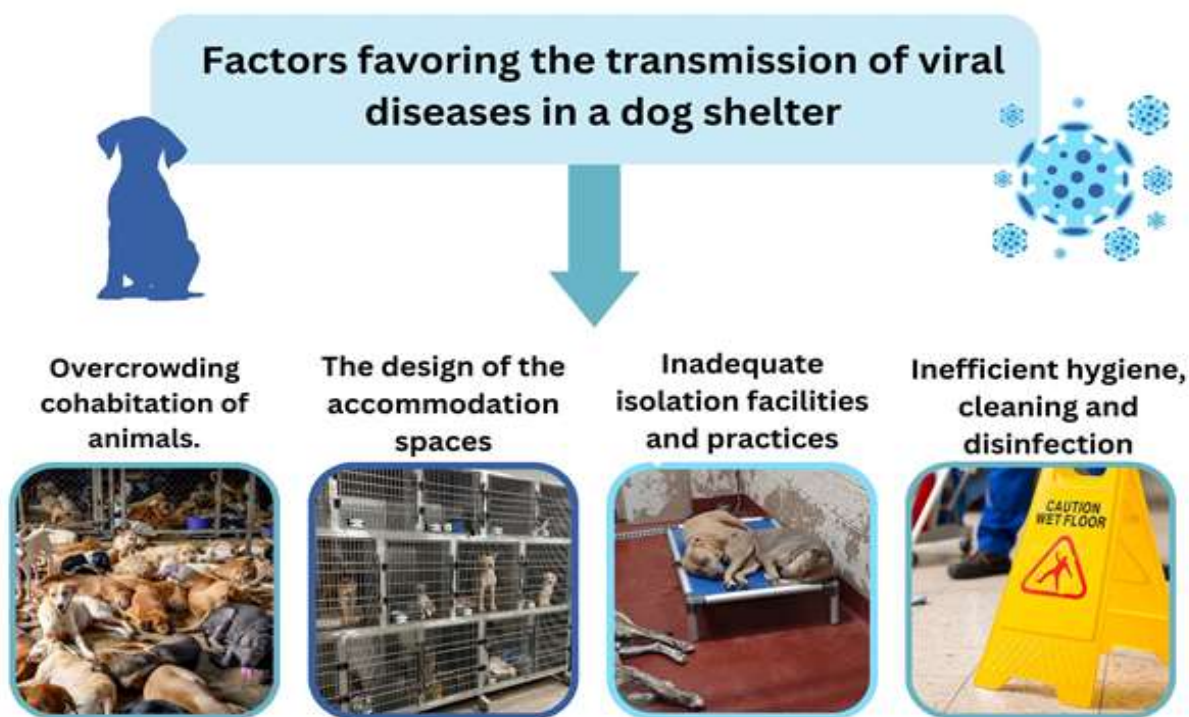 Factors favoring the transmission of viral
diseases in a dog shelter
Overcrowding
cohabitation of
animals.
The design of the
accommodation
spaces
Inadequate
isolation facilities
and practices
Inefficient hygiene,
cleaning and
disinfection
CAUTION
WET FLOOR